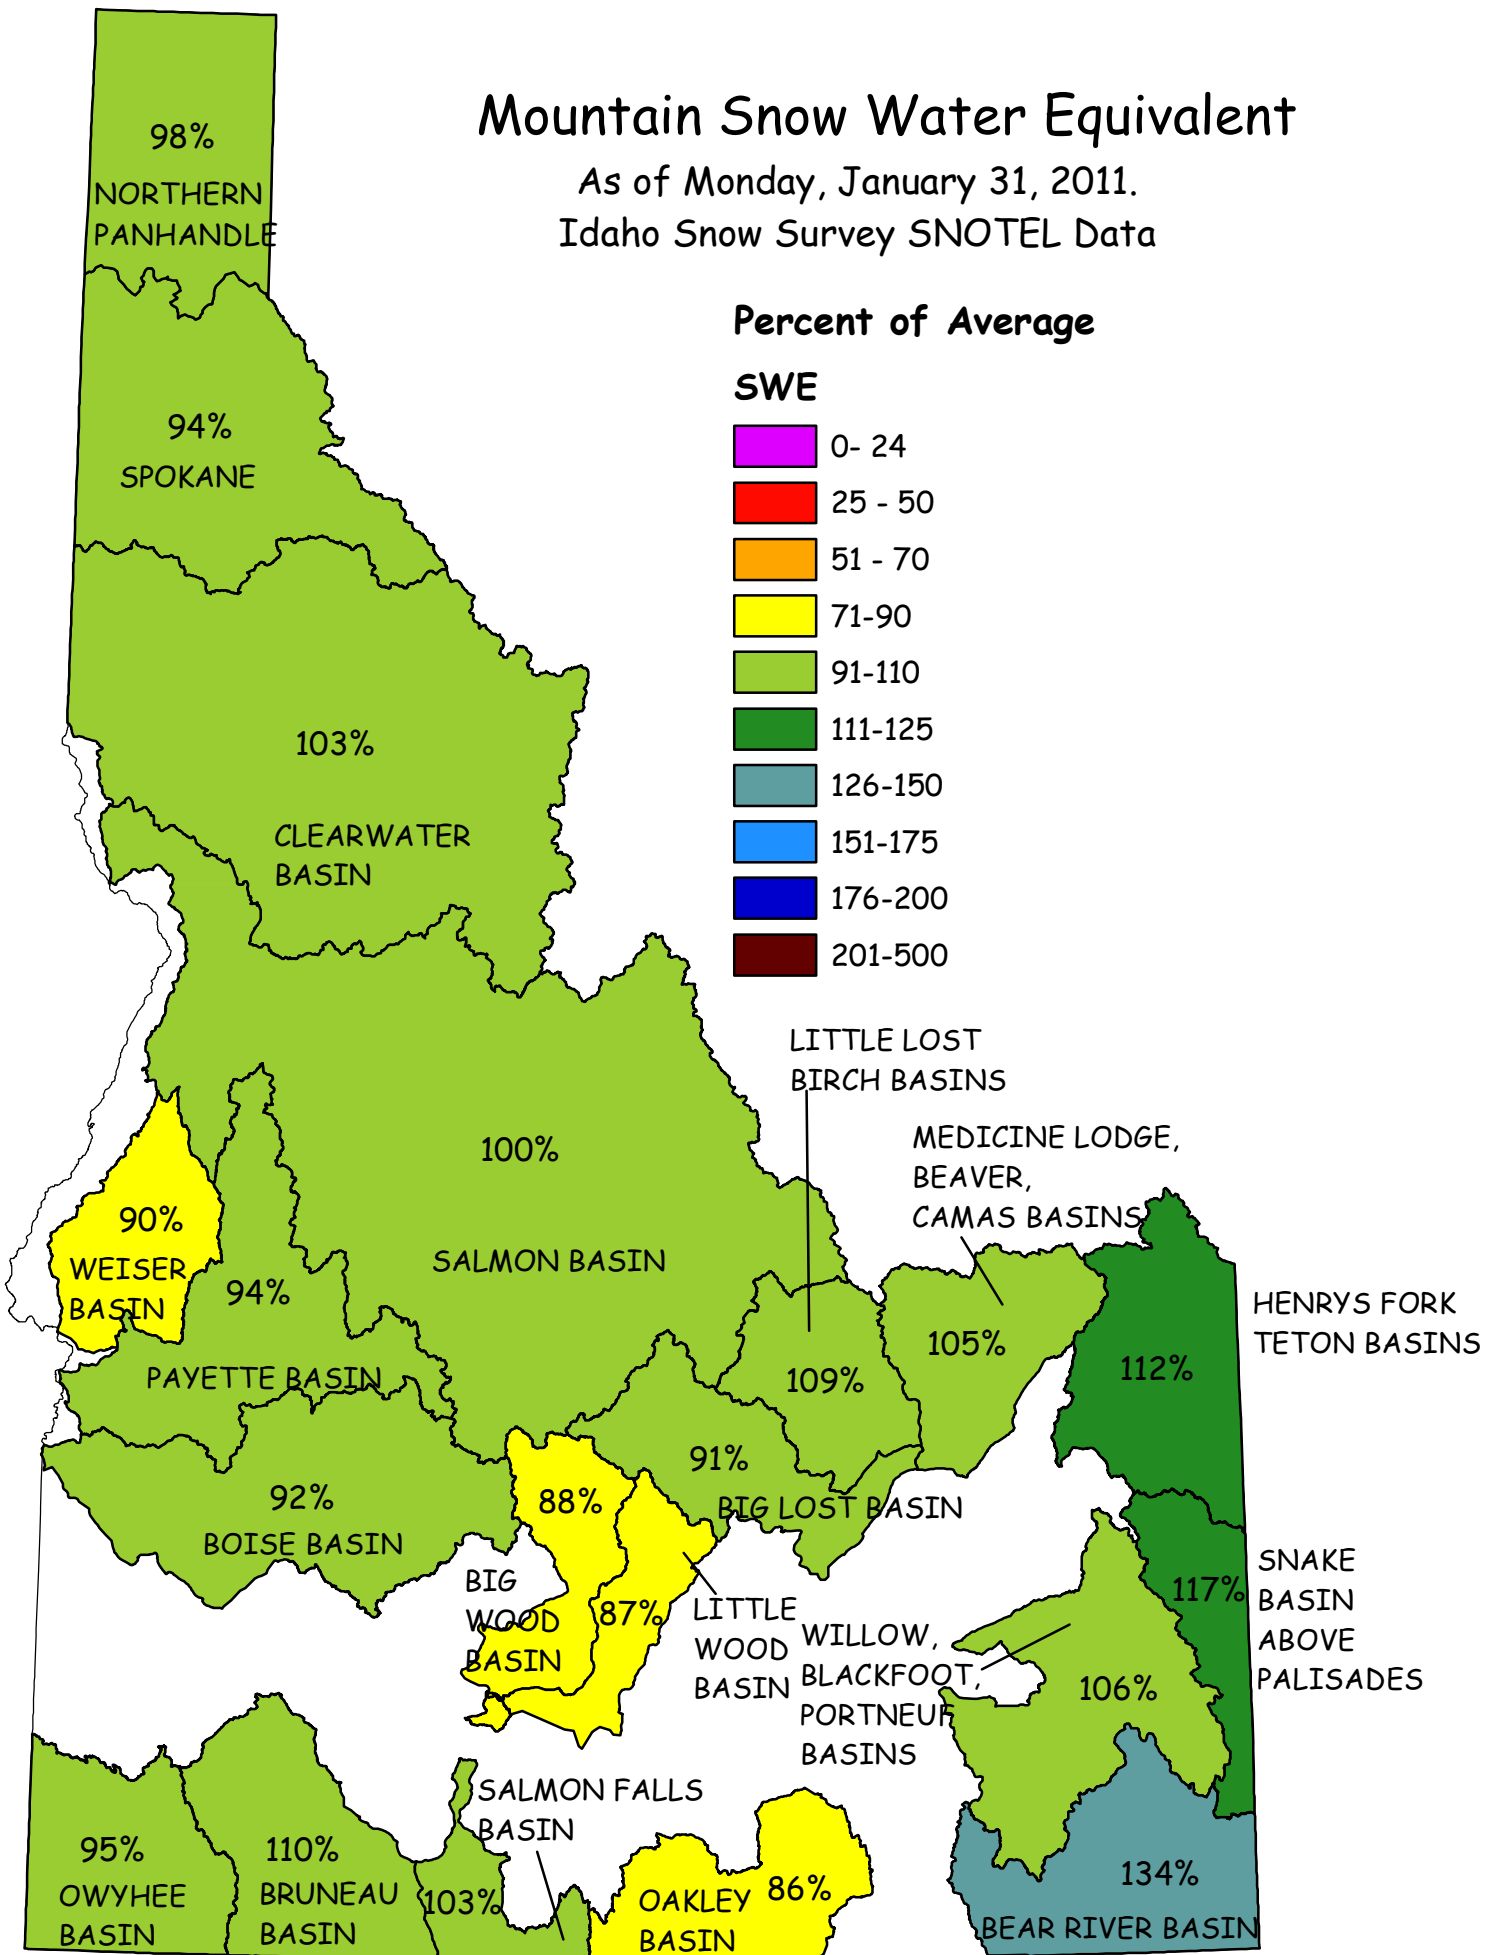 Mountain Snow Water Equivalent
As of Monday, January 31, 2011.
Idaho Snow Survey SNOTEL Data
Percent of Average
SWE
0- 24
25 - 50
51 - 70
71-90
91-110
111-125
126-150
151-175
176-200
201-500
98%
NORTHERN
PANHANDLE
94%
SPOKANE
103%
CLEARWATER
BASIN
100%
SALMON BASIN
LITTLE LOST
BIRCH BASINS
109%
MEDICINE LODGE,
BEAVER,
CAMAS BASINS
105%
HENRYS FORK
TETON BASINS
112%
90%
WEISER
BASIN
94%
PAYETTE BASIN
92%
BOISE BASIN
88%
BIG
WOOD
BASIN
87%
LITTLE
WOOD
BASIN
91%
BIG LOST BASIN
SNAKE
BASIN
ABOVE
PALISADES
117%
WILLOW,
BLACKFOOT,
PORTNEUF
BASINS
106%
95%
OWYHEE
BASIN
110%
BRUNEAU
BASIN
SALMON FALLS
BASIN
103%
OAKLEY
BASIN
86%
134%
BEAR RIVER BASIN